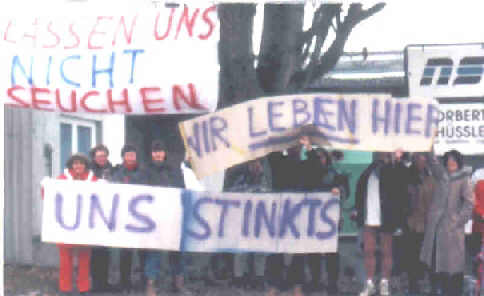 LASSEN UNS
NICHT
SEUCHEN
WIR LEBEN HIER
UNS STINKTS
ns
ORBERT
HÜSSLE